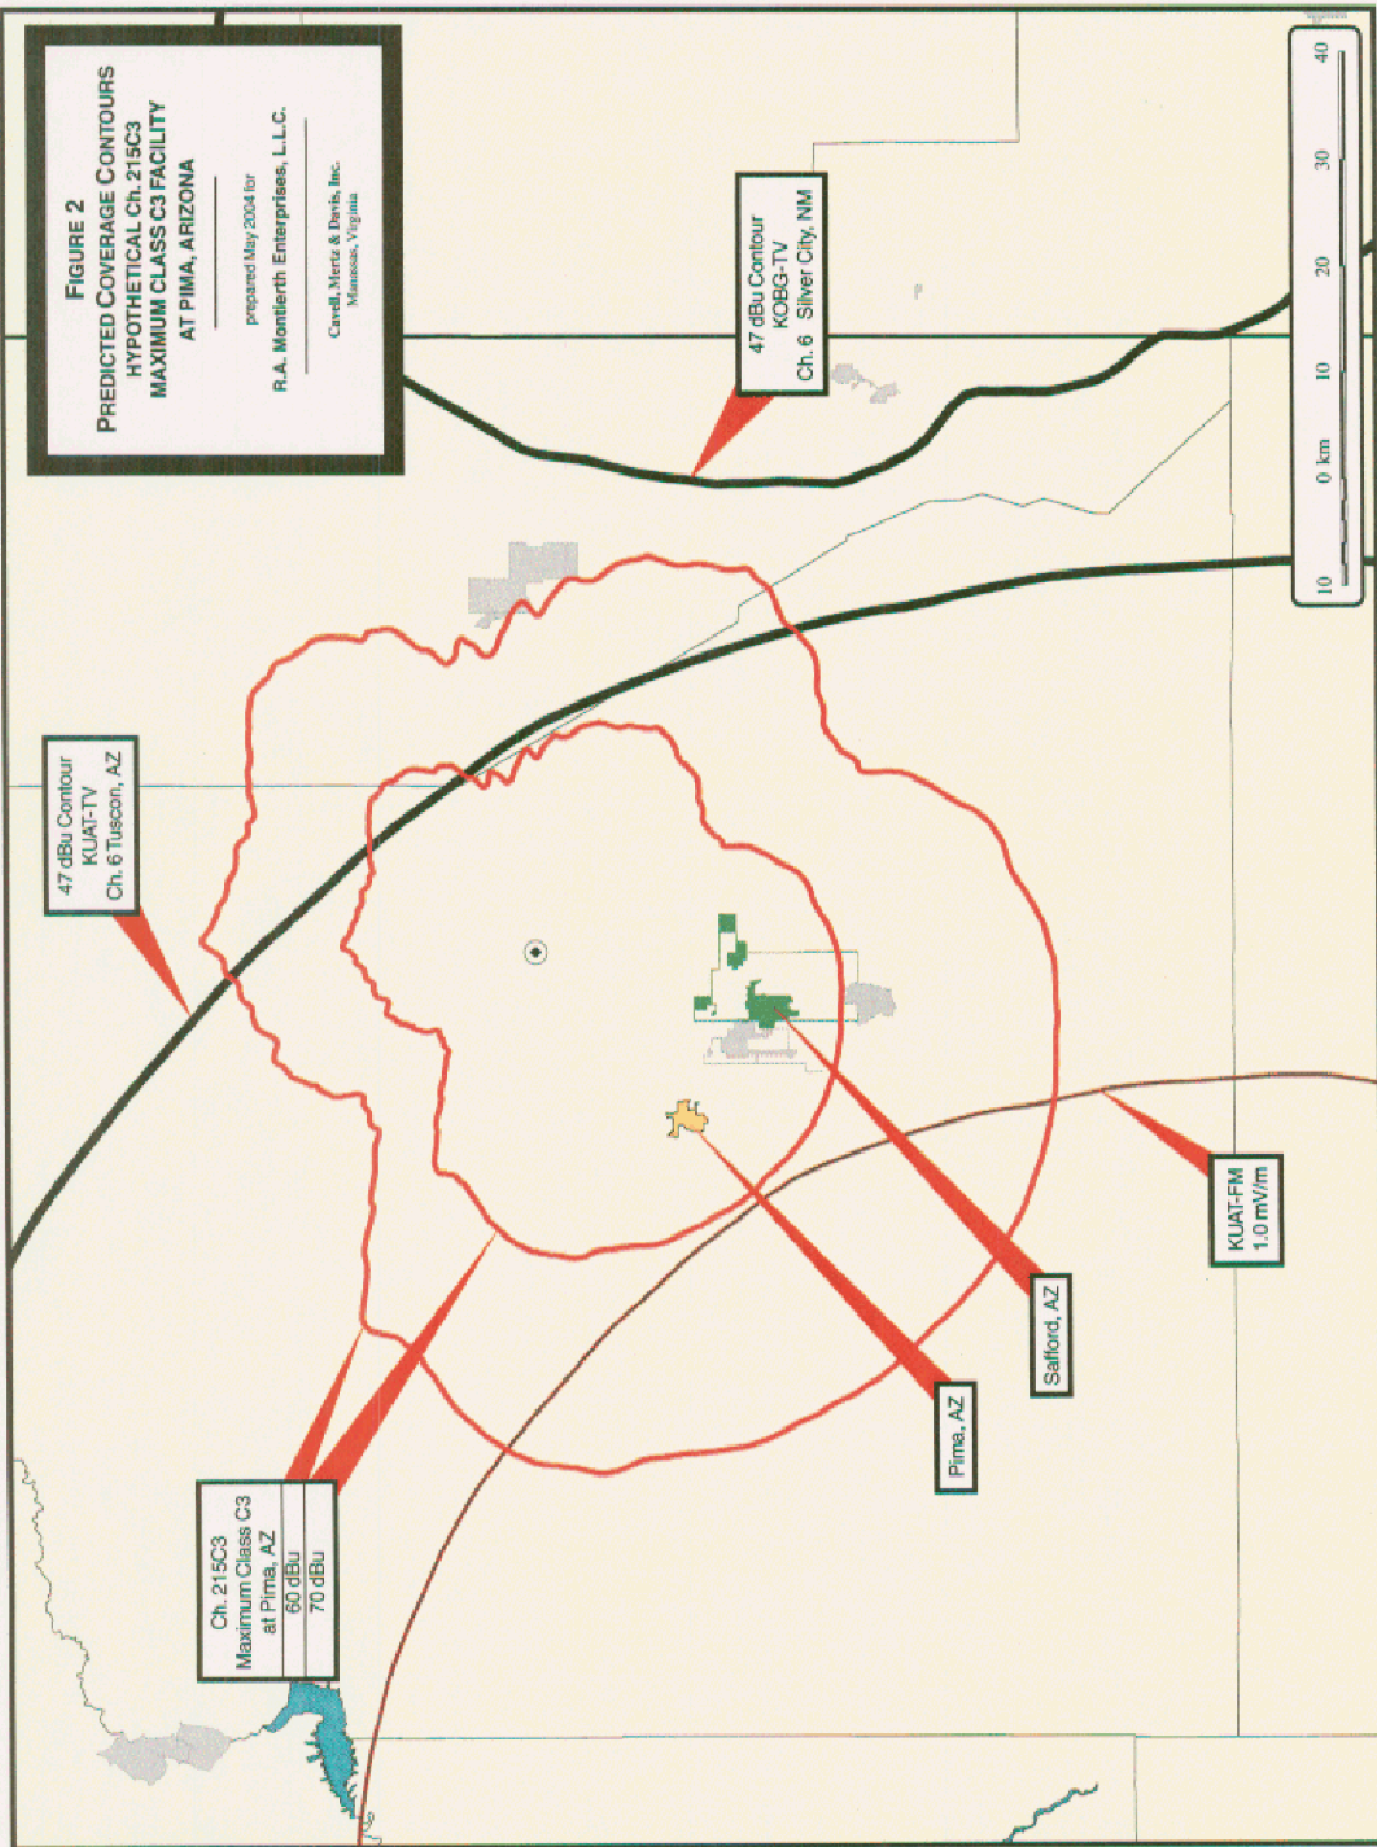 FIGURE 2
PREDICTED COVERAGE CONTOURS
HYPOTHETICAL Ch. 215C3
MAXIMUM CLASS C3 FACILITY
AT PIMA, ARIZONA
prepared May 2004 for
R.A. Montierth Enterprises, L.L.C.
Cavell, Mertz & Davis, Inc.
Manassas, Virginia
47 dBu Contour
KUAT-TV
Ch. 6 Tuscon, AZ
47 dBu Contour
KOBG-TV
Ch. 6 Silver City, NM
Ch. 215C3
Maximum Class C3
at Pima, AZ
60 dBu
70 dBu
Pima, AZ
Safford, AZ
KUAT-FM
1.0 mV/m
10 0 km 10 20 30 40